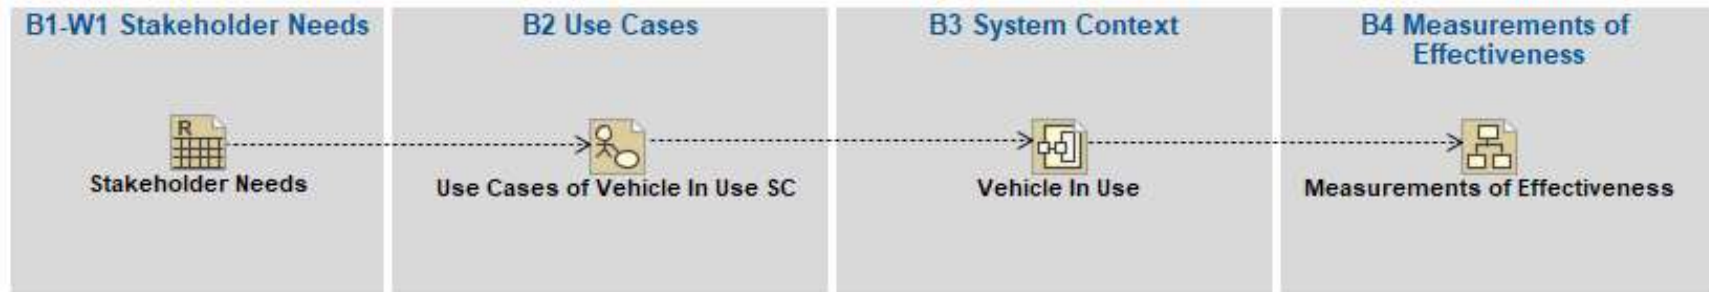 B1-W1 Stakeholder Needs
B2 Use Cases
B3 System Context
B4 Measurements of
Effectiveness
R
Stakeholder Needs
Use Cases of Vehicle In Use SC
Vehicle In Use
Measurements of Effectiveness